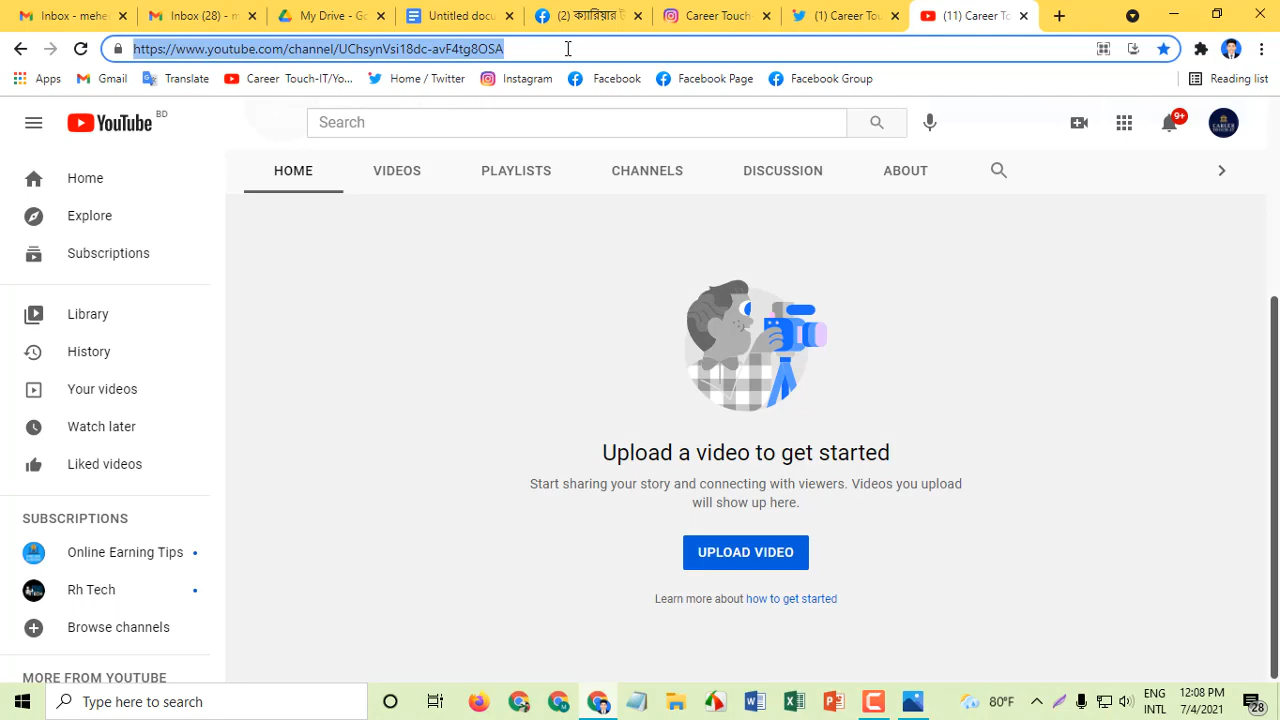 Inbox - mehe
Inbox (28) - m
My Drive - Go
Untitled docu
(2) ক্যারিয়ার ট
Career Touch-
(1) Career Tou
(11) Career To
https://www.youtube.com/channel/UChsynVsi18dc-avF4tg8OSA
Apps
Gmail
Translate
Career Touch-IT/Yo...
Home / Twitter
Instagram
Facebook
Facebook Page
Facebook Group
Reading list
YouTube BD
Search
9+
HOME
VIDEOS
PLAYLISTS
CHANNELS
DISCUSSION
ABOUT
Home
Explore
Subscriptions
Library
History
Your videos
Watch later
Liked videos
SUBSCRIPTIONS
Online Earning Tips
Rh Tech
Browse channels
MORE FROM YOUTUBE
Upload a video to get started
Start sharing your story and connecting with viewers. Videos you upload
will show up here.
UPLOAD VIDEO
Learn more about how to get started
Type here to search
80°F
ENG
INTL
12:08 PM
7/4/2021
28